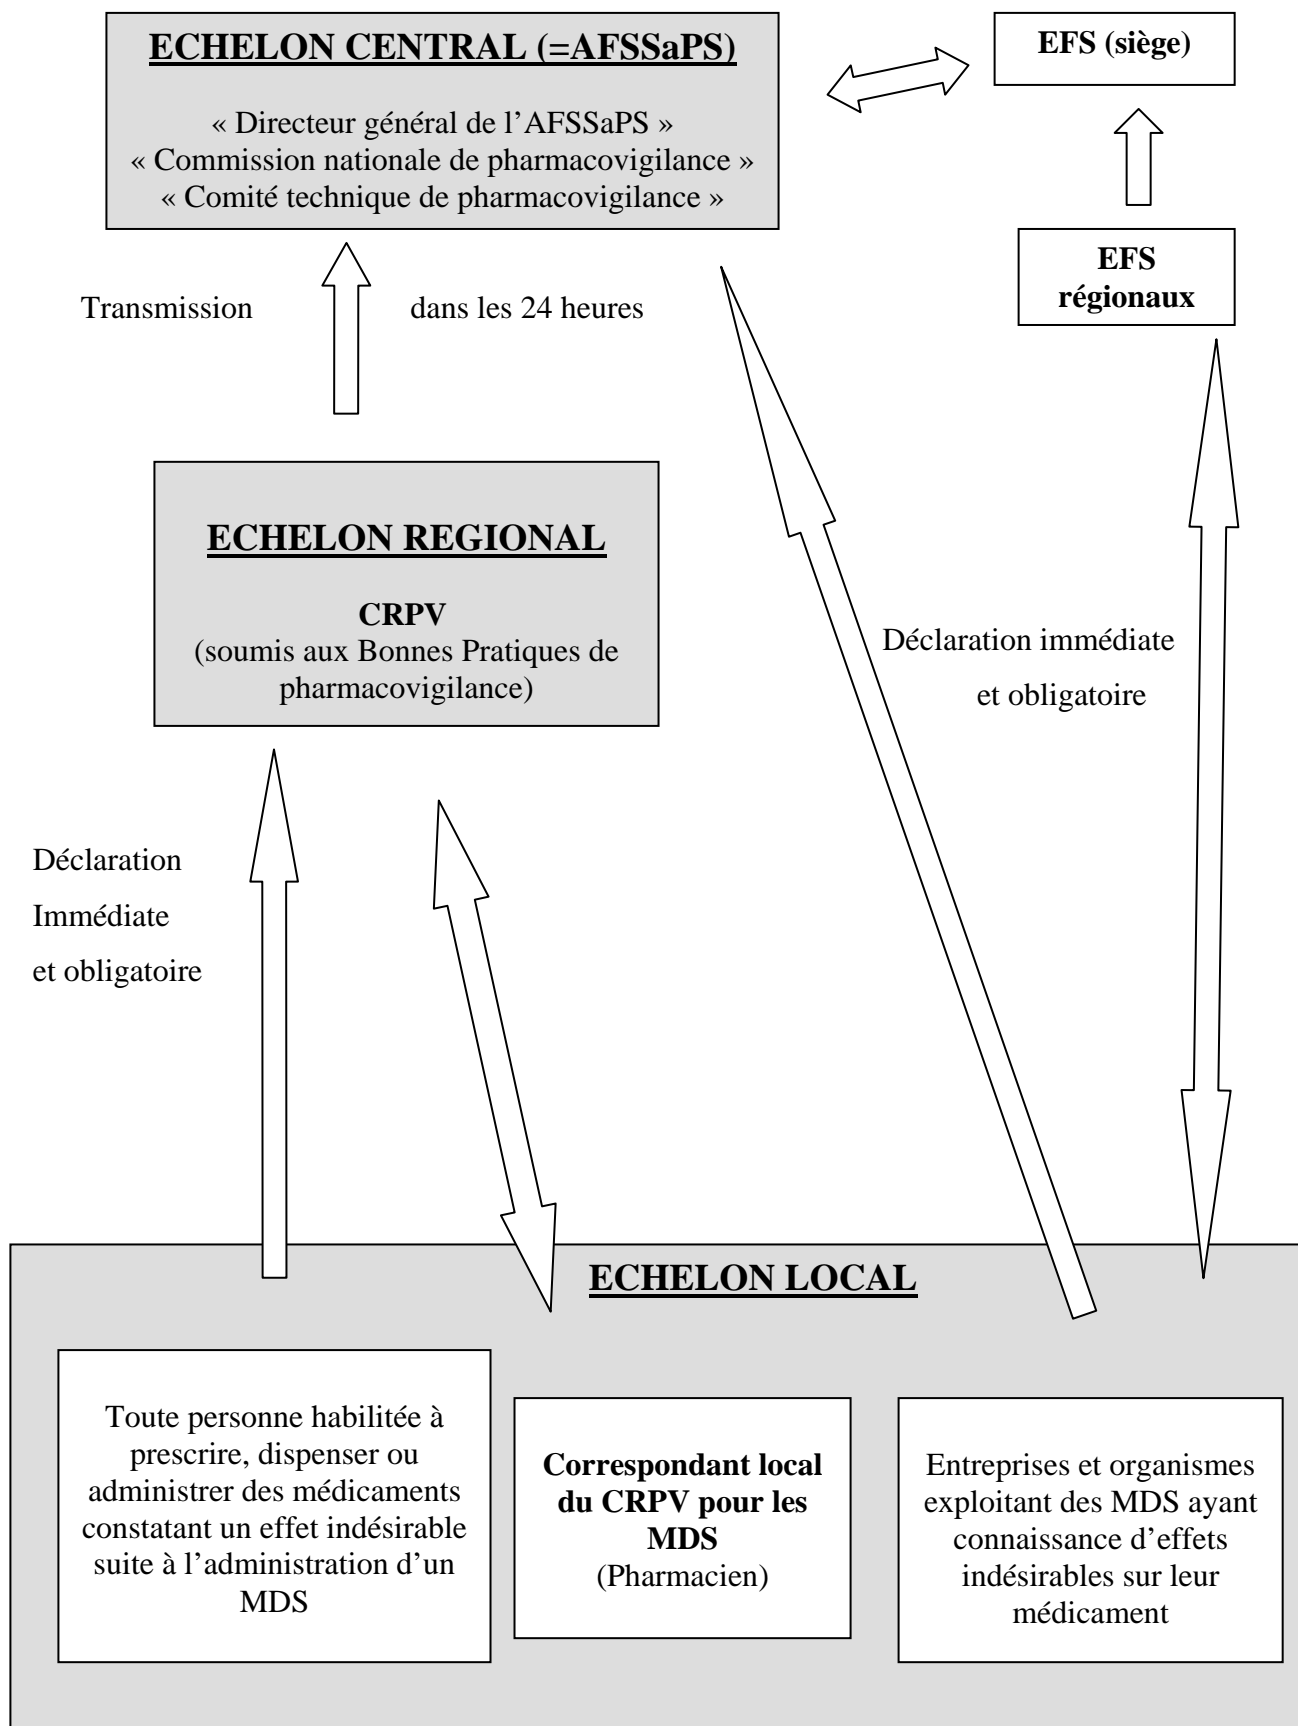 ECHELON CENTRAL (=AFSSaPS)
« Directeur général de l’AFSSaPS »
« Commission nationale de pharmacovigilance »
« Comité technique de pharmacovigilance »
EFS (siège)
EFS
régionaux
Transmission dans les 24 heures
ECHELON REGIONAL
CRPV
(soumis aux Bonnes Pratiques de
pharmacovigilance)
Déclaration immédiate
et obligatoire
Déclaration
Immédiate
et obligatoire
ECHELON LOCAL
Toute personne habilitée à
prescrire, dispenser ou
administrer des médicaments
constatant un effet indésirable
suite à l’administration d’un
MDS
Correspondant local
du CRPV pour les
MDS
(Pharmacien)
Entreprises et organismes
exploitant des MDS ayant
connaissance d’effets
indésirables sur leur
médicament